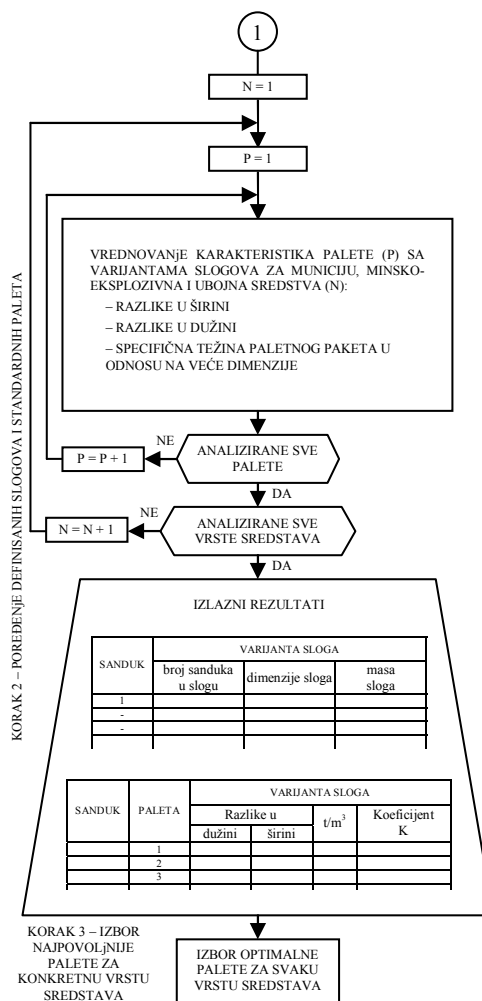 1
N = 1
P = 1
VREDNOVANjE KARAKTERISTIKA PALETE (P) SA
VARIJANTAMA SLOGOVA ZA MUNICIJU, MINSKO-
EKSPLOZIVNA I UBOJNA SREDSTVA (N):
– RAZLIKE U ŠIRINI
– RAZLIKE U DUŽINI
– SPECIFIČNA TEŽINA PALETNOG PAKETA U
ODNOSU NA VEĆE DIMENZIJE
KORAK 2 – POREĐENjE DEFINISANIH SLOGOVA I STANDARDNIH PALETA
P = P + 1
NE
ANALIZIRANE SVE
PALETE
DA
N = N + 1
NE
ANALIZIRANE SVE
VRSTE SREDSTAVA
DA
IZLAZNI REZULTATI
SANDUK
VARIJANTA SLOGA
broj sanduka
u slogu
dimenzije sloga
masa
sloga
1
-
-
SANDUK
PALETA
VARIJANTA SLOGA
Razlike u
dužini
širini
t/m³
Koeficijent
K
1
2
3
KORAK 3 – IZBOR
NAJPOVOLjNIJE
PALETE ZA
KONKRETNU VRSTU
SREDSTAVA
IZBOR OPTIMALNE
PALETE ZA SVAKU
VRSTU SREDSTAVA